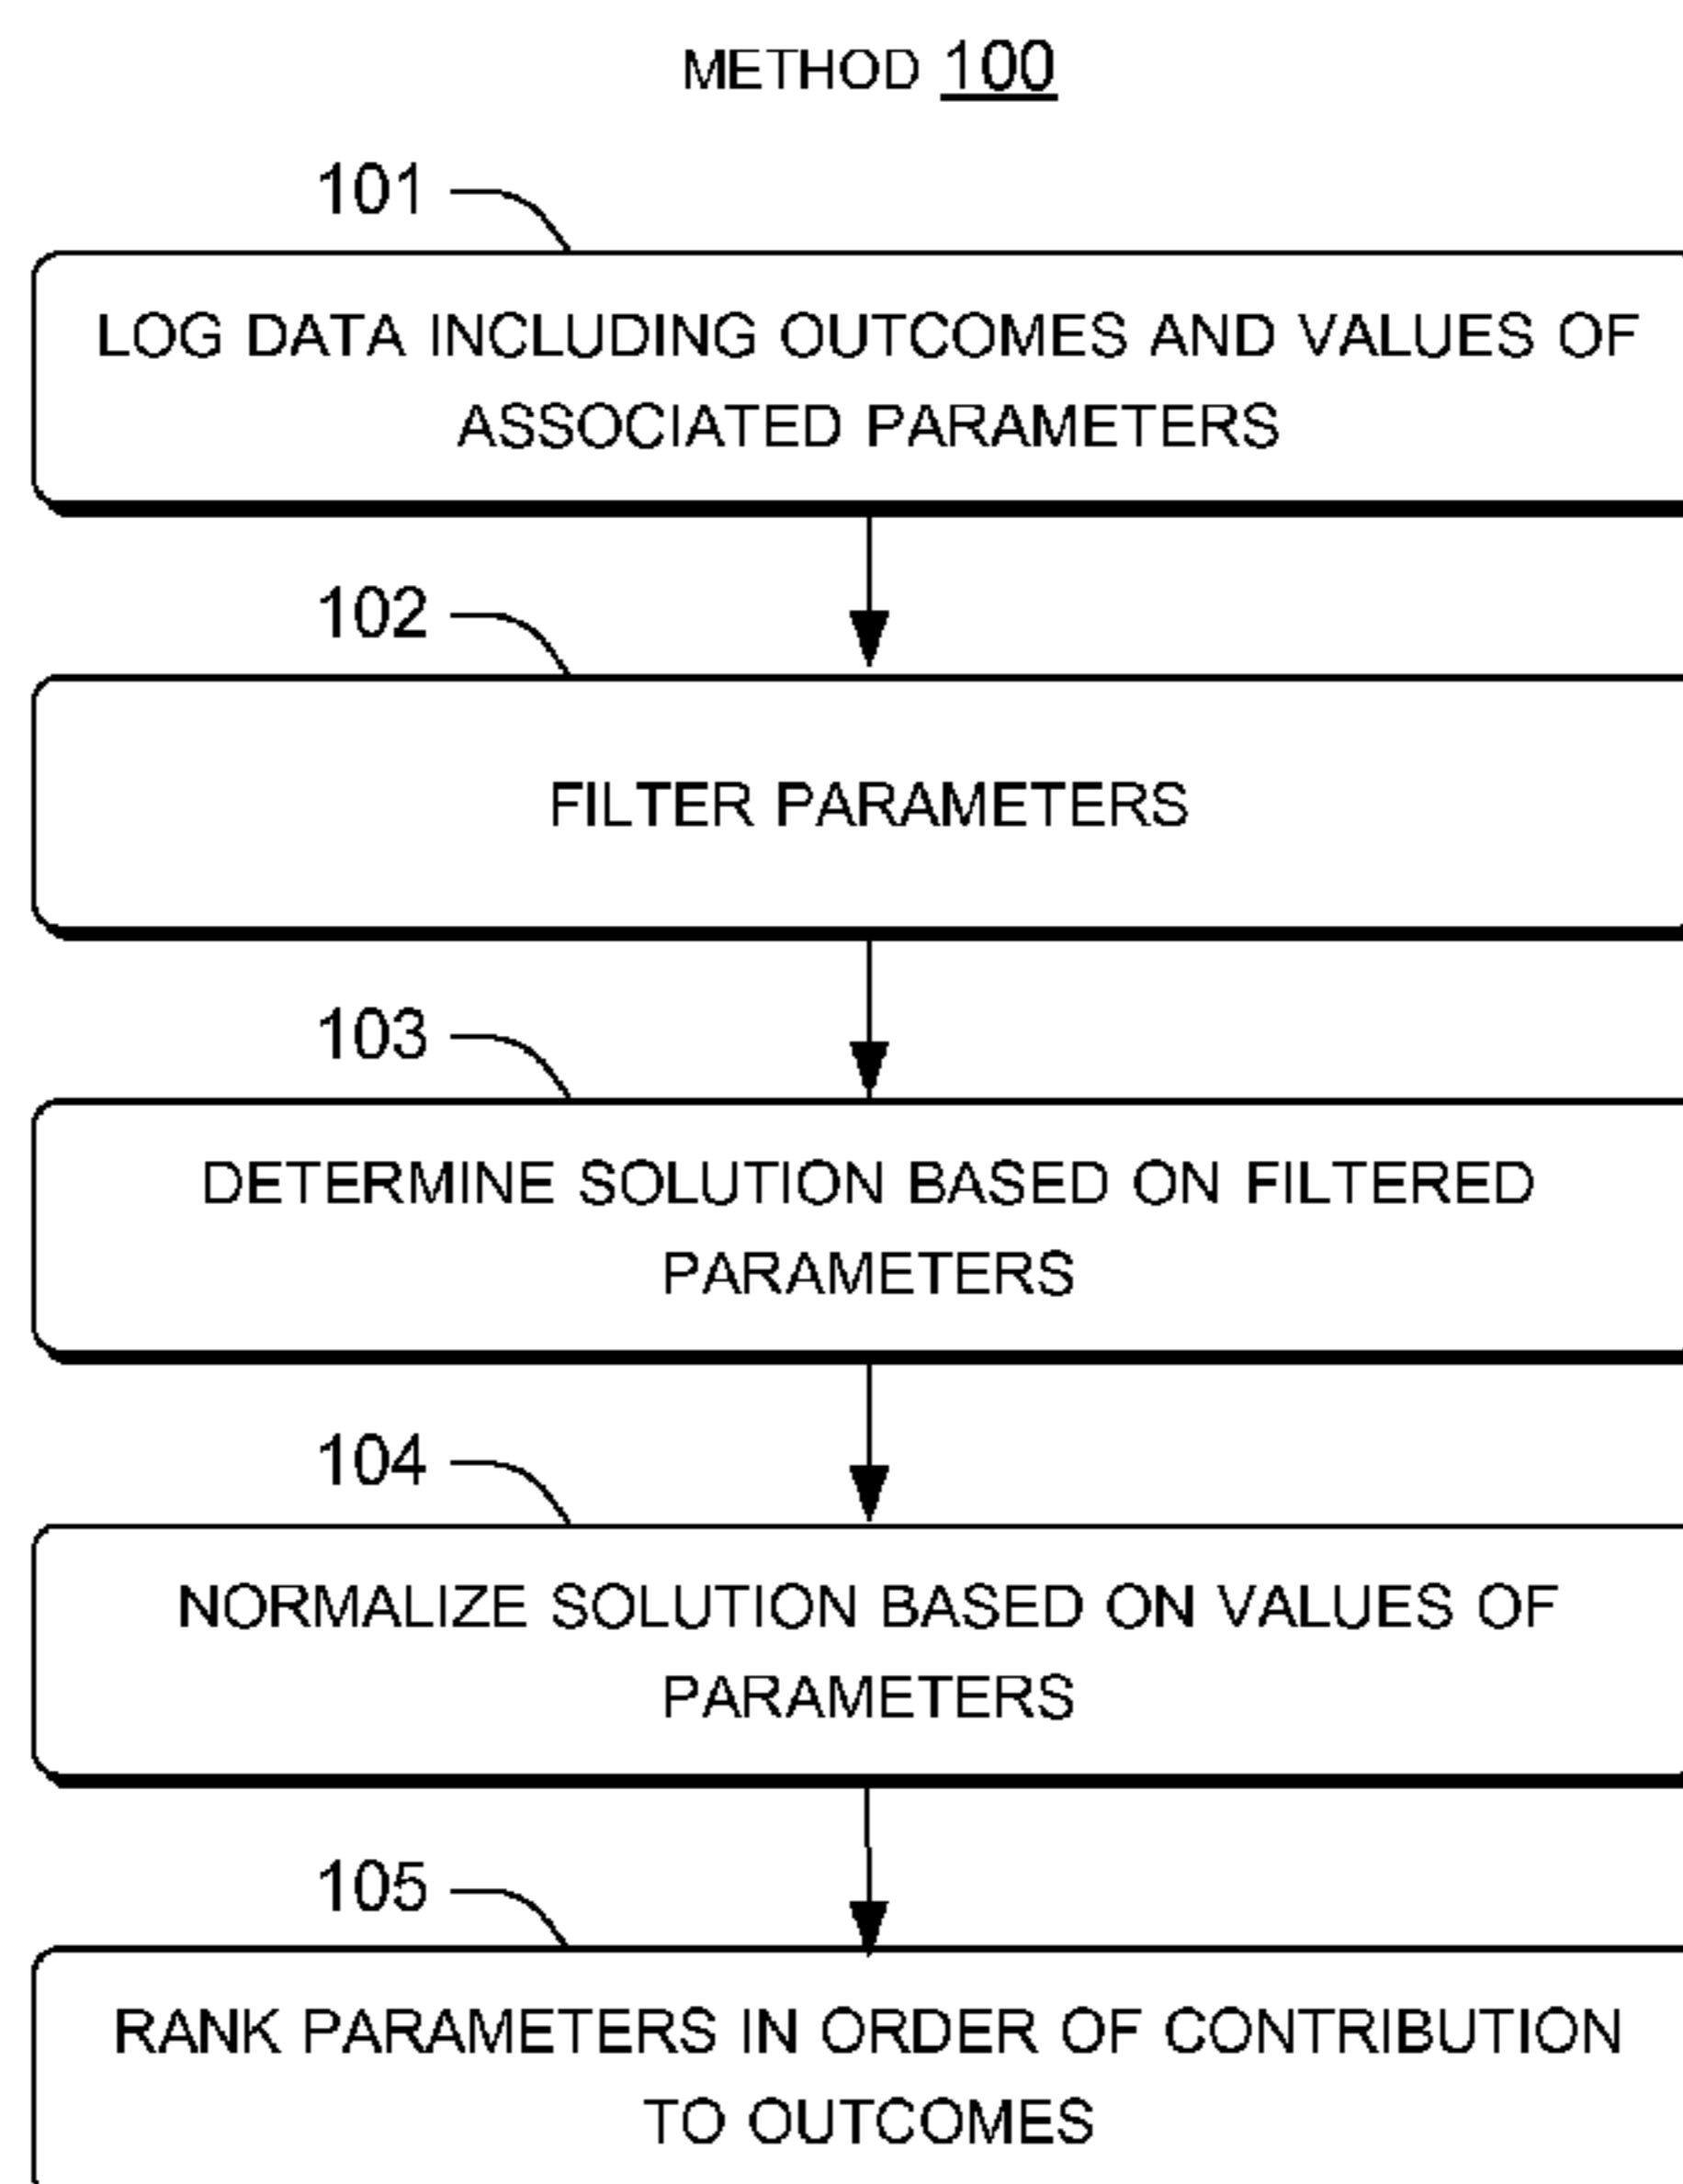 METHOD 100
101
LOG DATA INCLUDING OUTCOMES AND VALUES OF
ASSOCIATED PARAMETERS
102
FILTER PARAMETERS
103
DETERMINE SOLUTION BASED ON FILTERED
PARAMETERS
104
NORMALIZE SOLUTION BASED ON VALUES OF
PARAMETERS
105
RANK PARAMETERS IN ORDER OF CONTRIBUTION
TO OUTCOMES